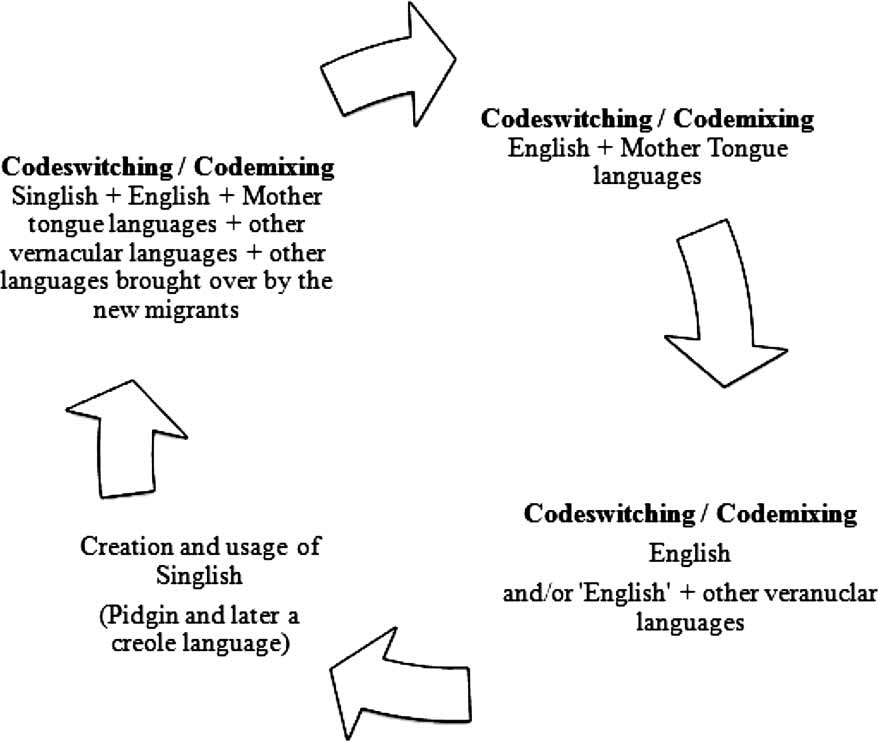 Codeswitching / Codemixing
Singlish + English + Mother
tongue languages + other
vernacular languages + other
languages brought over by the
new migrants
Codeswitching / Codemixing
English + Mother Tongue
languages
Codeswitching / Codemixing
English
and/or 'English' + other veranuclar
languages
Creation and usage of
Singlish
(Pidgin and later a
creole language)